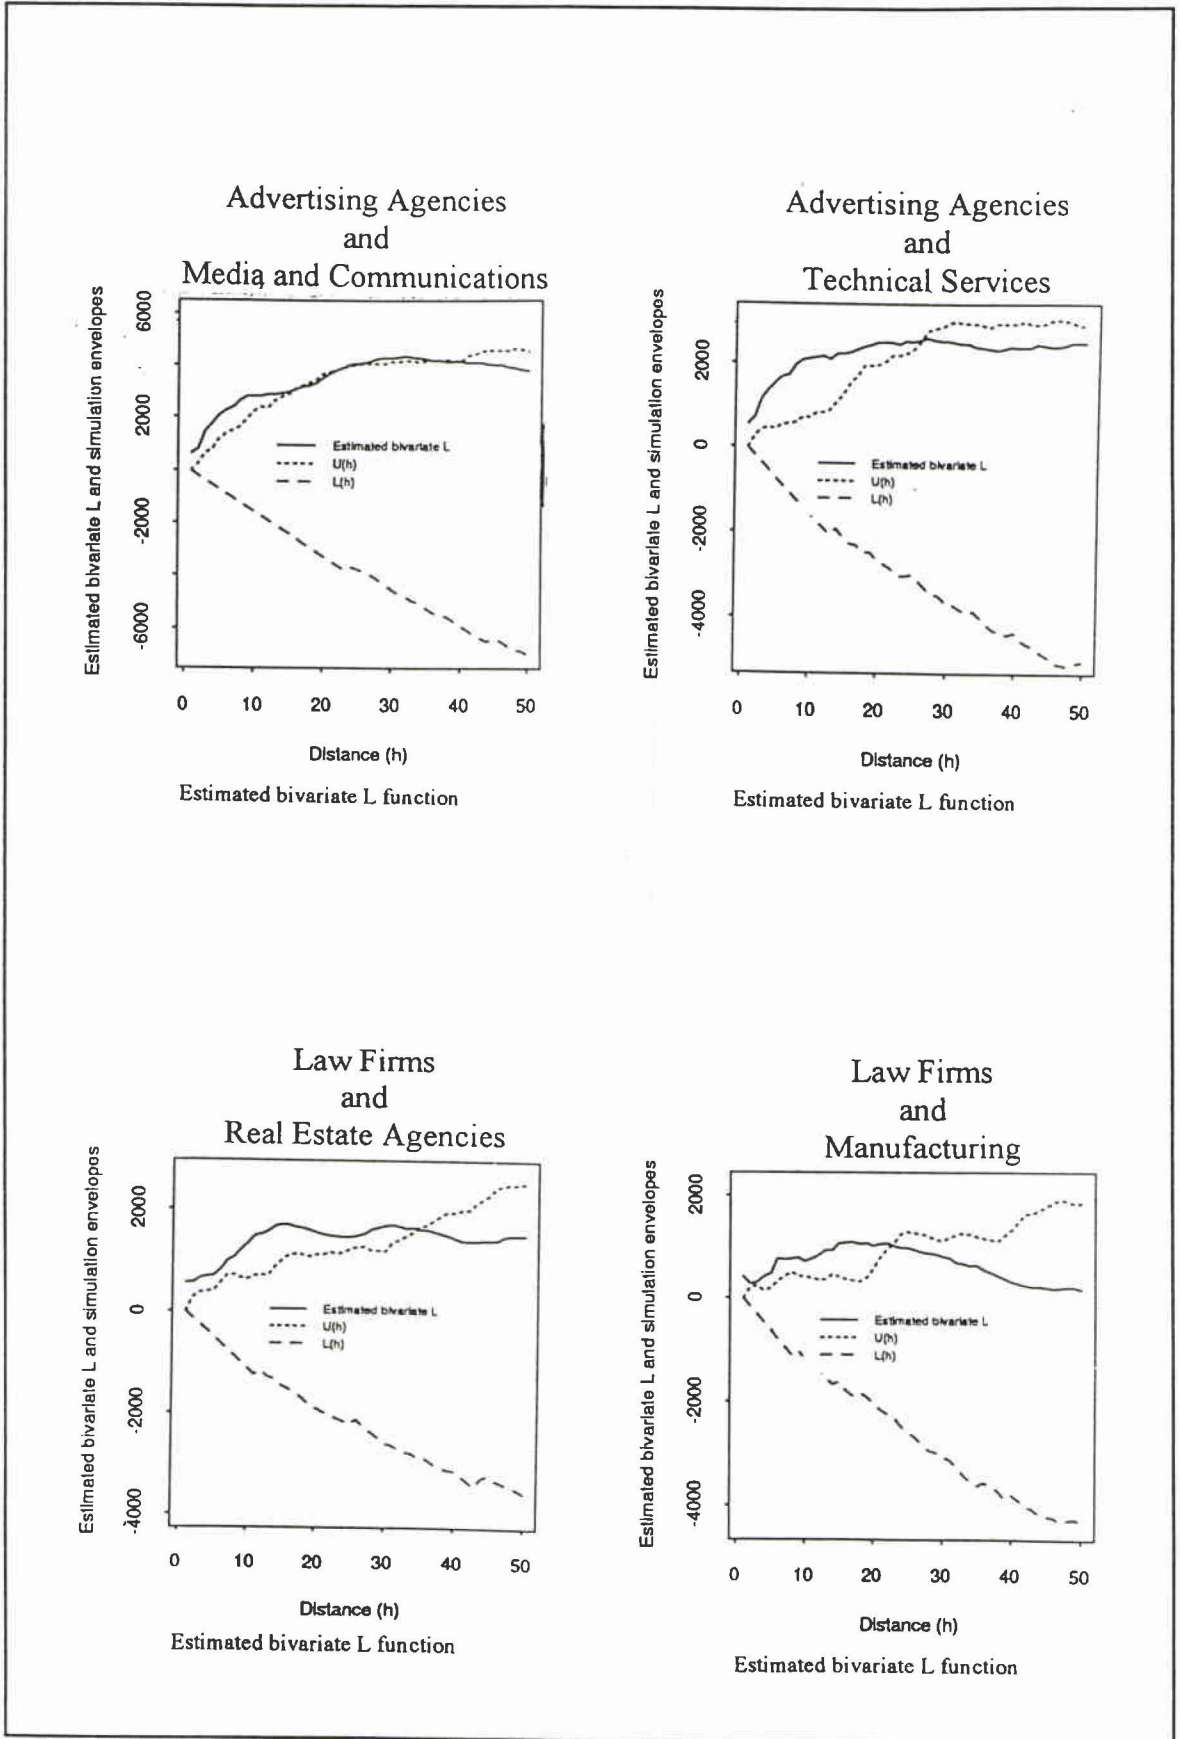 Advertising Agencies
and
Media and Communications
Estimated bivariate L and simulation envelopes
6000
2000
-2000
-6000
Estimated bivariate L
U(h)
L(h)
0 10 20 30 40 50
Distance (h)
Estimated bivariate L function
Advertising Agencies
and
Technical Services
Estimated bivariate L and simulation envelopes
2000
0
-2000
-4000
Estimated bivariate L
U(h)
L(h)
0 10 20 30 40 50
Distance (h)
Estimated bivariate L function
Law Firms
and
Real Estate Agencies
Estimated bivariate L and simulation envelopes
2000
0
-2000
-4000
Estimated bivariate L
U(h)
L(h)
0 10 20 30 40 50
Distance (h)
Estimated bivariate L function
Law Firms
and
Manufacturing
Estimated bivariate L and simulation envelopes
2000
0
-2000
-4000
Estimated bivariate L
U(h)
L(h)
0 10 20 30 40 50
Distance (h)
Estimated bivariate L function